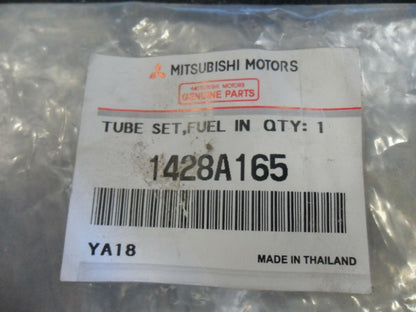 MITSUBISHI MOTORS
MITSUBISHI MOTORS
GENUINE PARTS
TUBE SET,FUEL IN QTY: 1
1428A165
YA18
MADE IN THAILAND